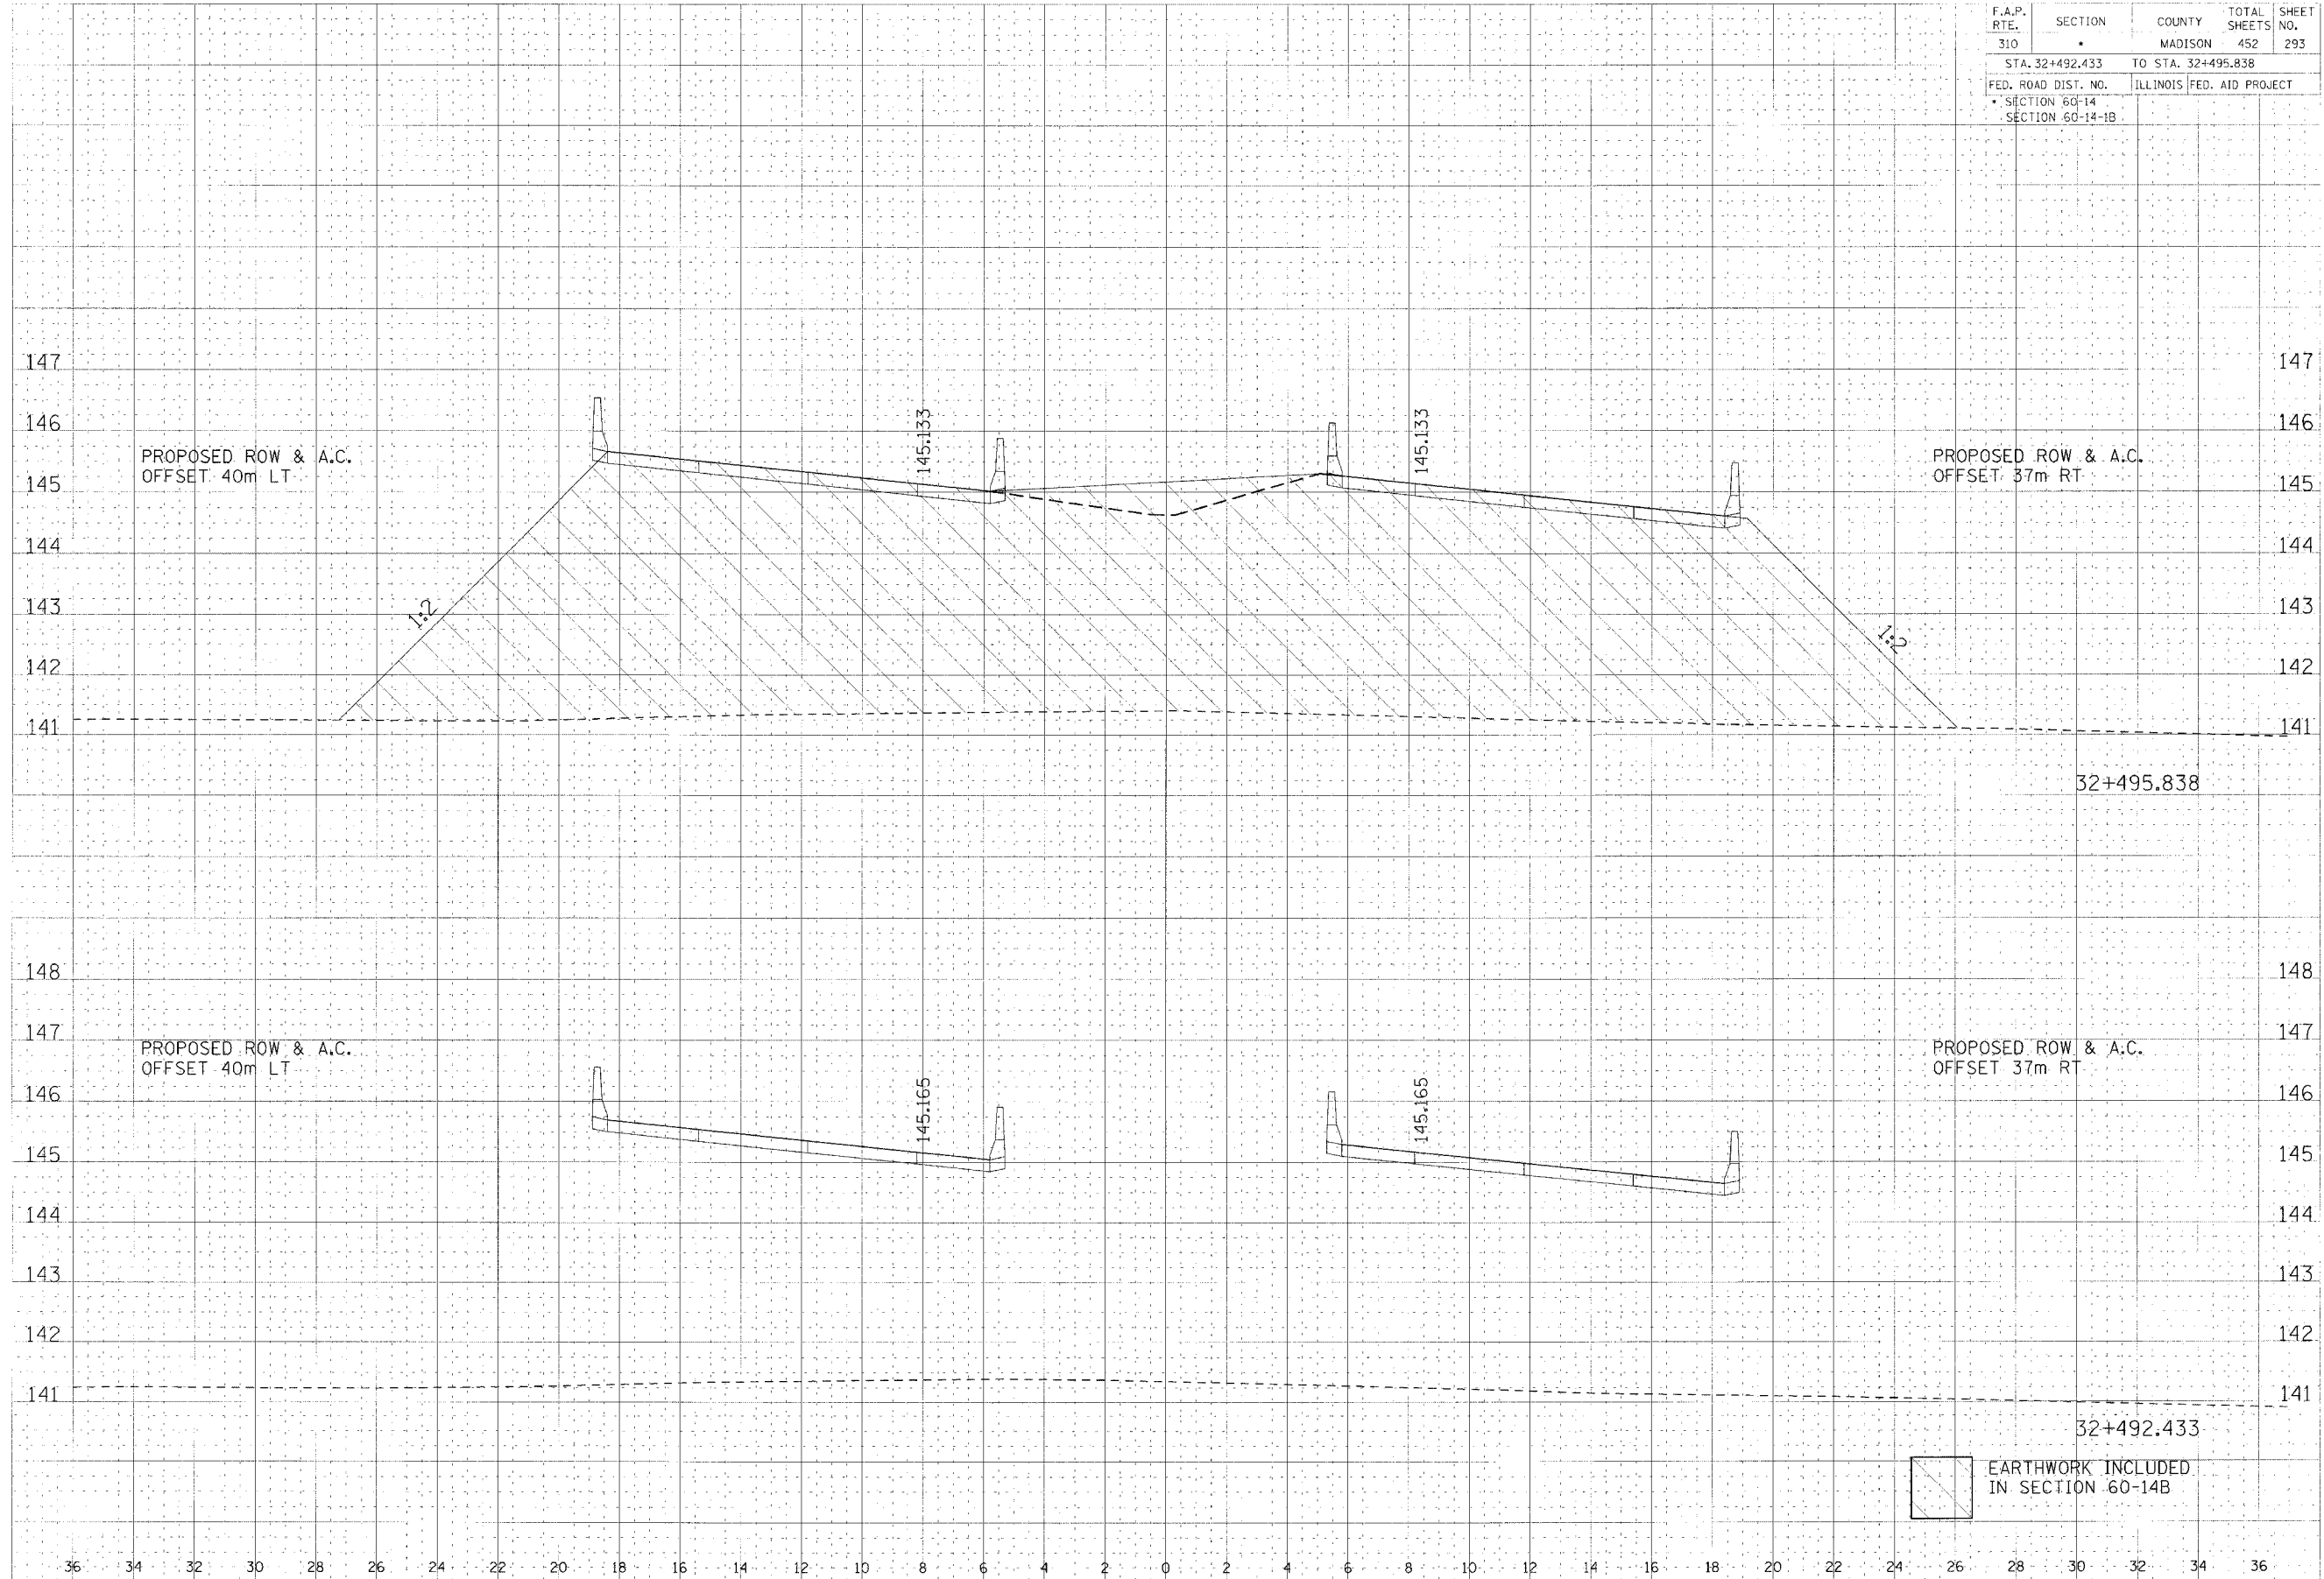 F.A.P. RTE. SECTION COUNTY TOTAL SHEETS SHEET NO.
310 • MADISON 452 293
STA. 32+492.433 TO STA. 32+495.838
FED. ROAD DIST. NO. ILLINOIS FED. AID PROJECT
• SECTION 60-14
SECTION 60-14-1B
147 147
146 145.133 145.133 146
PROPOSED ROW & A.C.
OFFSET 40m LT
PROPOSED ROW & A.C.
OFFSET 37m RT
145 145
144 144
143 1:2 143
1:2
142 142
141 141
32+495.838
148 148
147 147
PROPOSED ROW & A.C.
OFFSET 40m LT
PROPOSED ROW & A.C.
OFFSET 37m RT
146 145.165 145.165 146
145 145
144 144
143 143
142 142
141 141
32+492.433
EARTHWORK INCLUDED
IN SECTION 60-14B
36 34 32 30 28 26 24 22 20 18 16 14 12 10 8 6 4 2 0 2 4 6 8 10 12 14 16 18 20 22 24 26 28 30 32 34 36